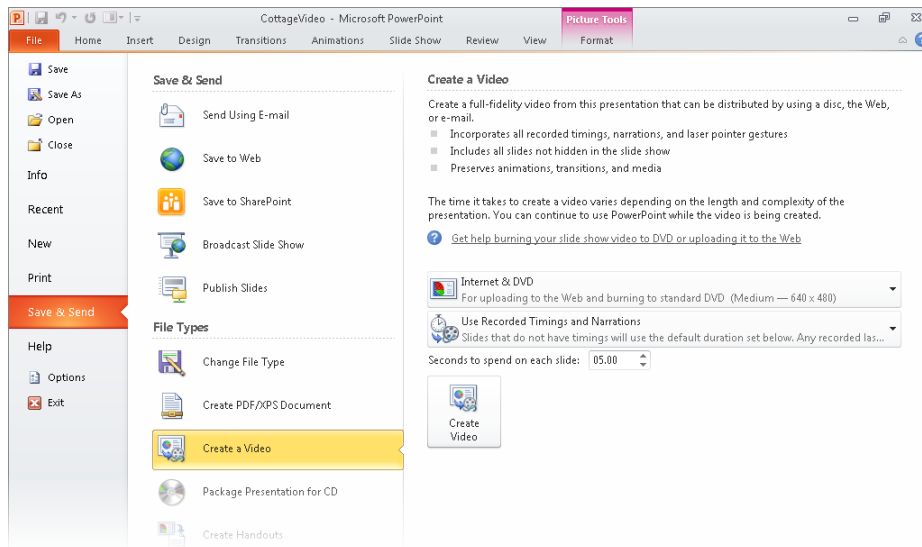 CottageVideo - Microsoft PowerPoint
Picture Tools
File
Home
Insert
Design
Transitions
Animations
Slide Show
Review
View
Format
Save
Save As
Open
Close
Info
Recent
New
Print
Save & Send
Help
Options
Exit
Save & Send
Send Using E-mail
Save to Web
Save to SharePoint
Broadcast Slide Show
Publish Slides
File Types
Change File Type
Create PDF/XPS Document
Create a Video
Package Presentation for CD
Create Handouts
Create a Video
Create a full-fidelity video from this presentation that can be distributed by using a disc, the Web,
or e-mail.
Incorporates all recorded timings, narrations, and laser pointer gestures
Includes all slides not hidden in the slide show
Preserves animations, transitions, and media
The time it takes to create a video varies depending on the length and complexity of the
presentation. You can continue to use PowerPoint while the video is being created.
Get help burning your slide show video to DVD or uploading it to the Web
Internet & DVD
For uploading to the Web and burning to standard DVD (Medium — 640 x 480)
Use Recorded Timings and Narrations
Slides that do not have timings will use the default duration set below. Any recorded las...
Seconds to spend on each slide: 05.00
Create
Video